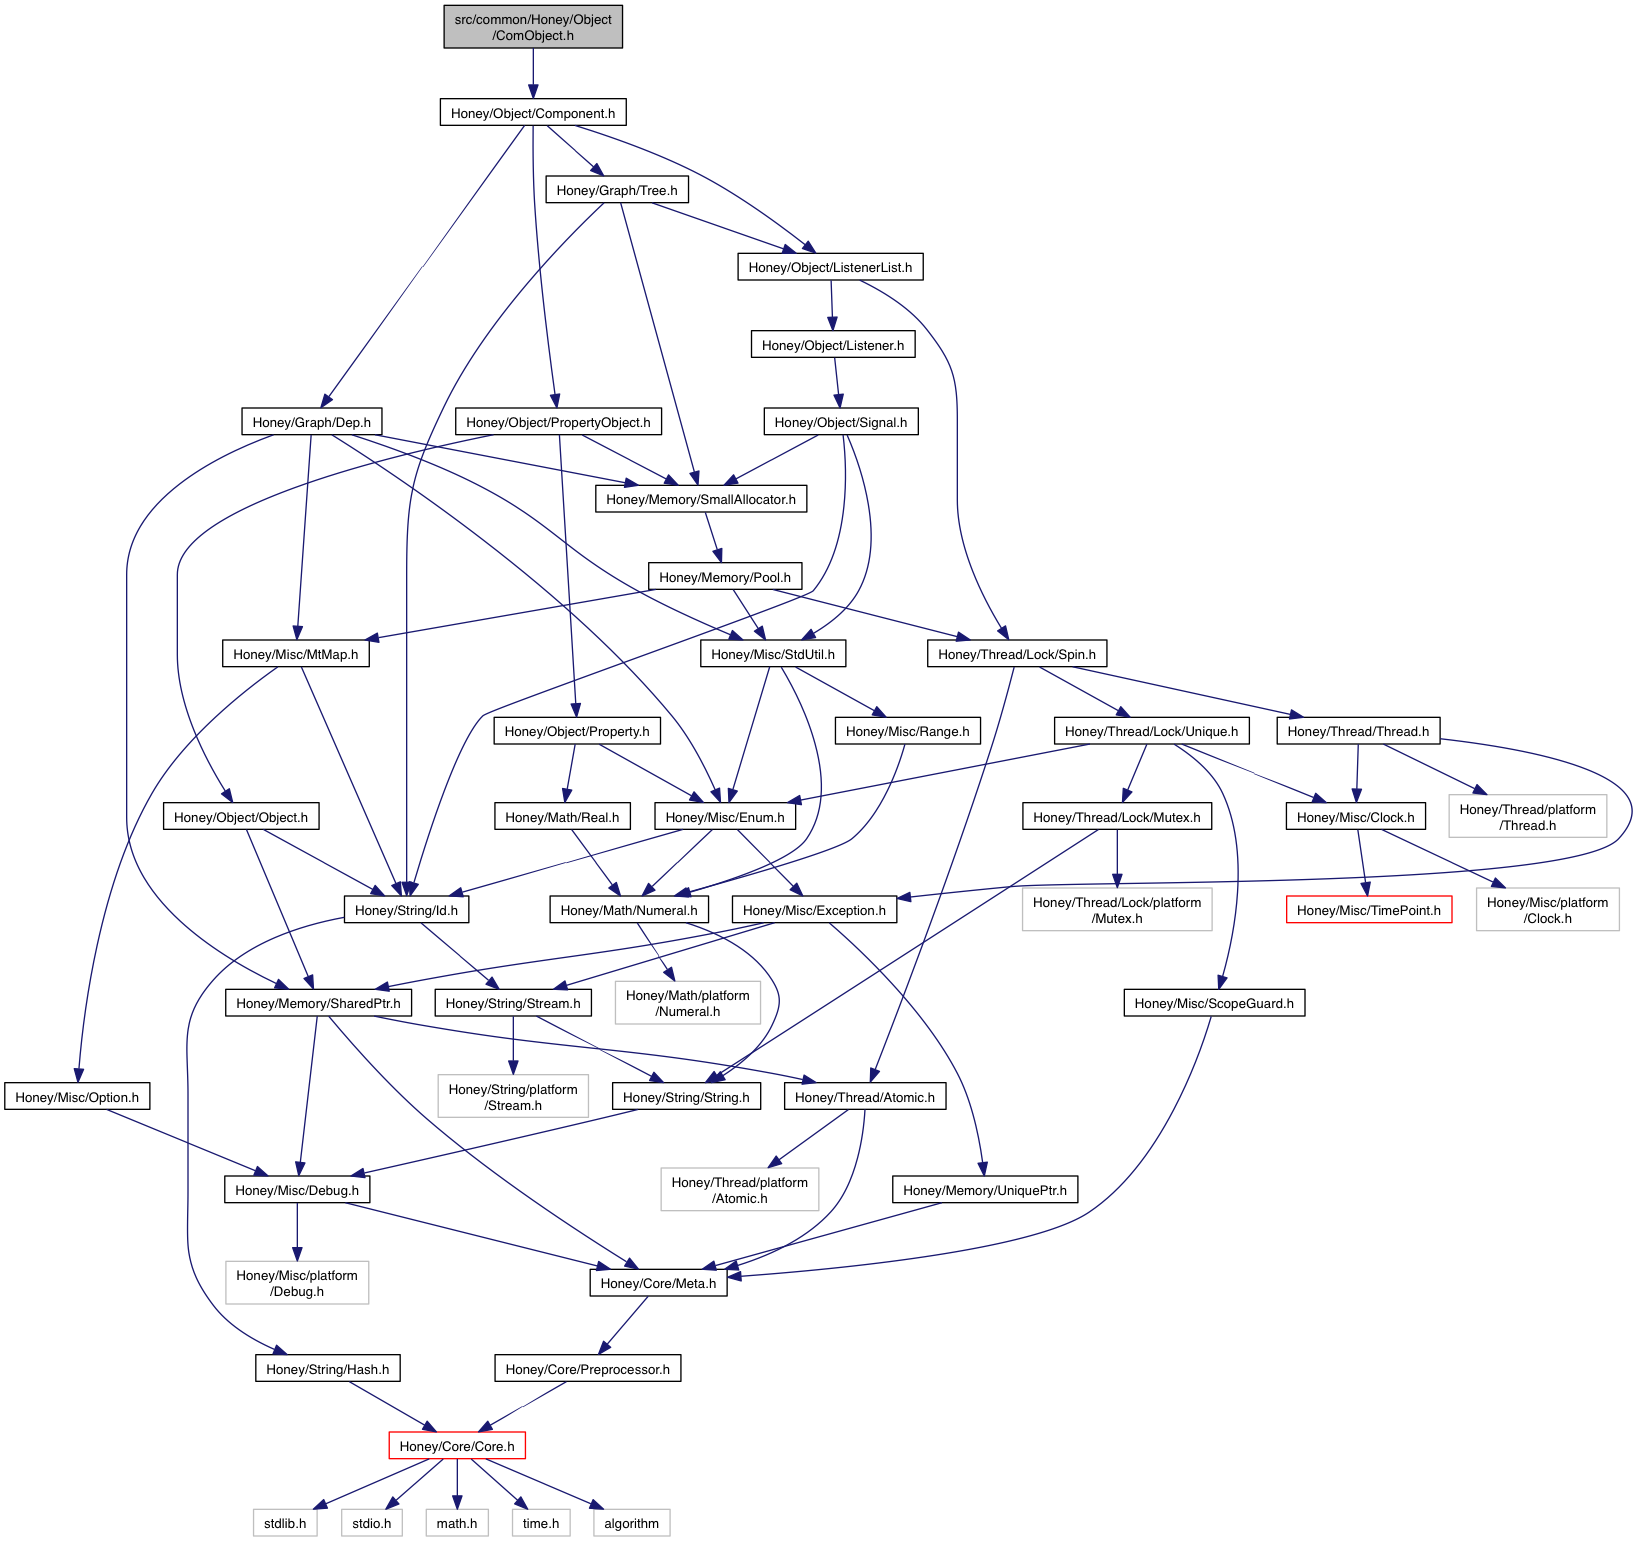 src/common/Honey/Object
/ComObject.h
Honey/Object/Component.h
Honey/Graph/Tree.h
Honey/Object/ListenerList.h
Honey/Object/Listener.h
Honey/Graph/Dep.h
Honey/Object/PropertyObject.h
Honey/Object/Signal.h
Honey/Memory/SmallAllocator.h
Honey/Memory/Pool.h
Honey/Misc/MtMap.h
Honey/Misc/StdUtil.h
Honey/Thread/Lock/Spin.h
Honey/Object/Property.h
Honey/Misc/Range.h
Honey/Thread/Lock/Unique.h
Honey/Thread/Thread.h
Honey/Object/Object.h
Honey/Math/Real.h
Honey/Misc/Enum.h
Honey/Thread/Lock/Mutex.h
Honey/Misc/Clock.h
Honey/Thread/platform
/Thread.h
Honey/String/Id.h
Honey/Math/Numeral.h
Honey/Misc/Exception.h
Honey/Thread/Lock/platform
/Mutex.h
Honey/Misc/TimePoint.h
Honey/Misc/platform
/Clock.h
Honey/Memory/SharedPtr.h
Honey/String/Stream.h
Honey/Math/platform
/Numeral.h
Honey/Misc/ScopeGuard.h
Honey/Misc/Option.h
Honey/String/platform
/Stream.h
Honey/String/String.h
Honey/Thread/Atomic.h
Honey/Misc/Debug.h
Honey/Thread/platform
/Atomic.h
Honey/Memory/UniquePtr.h
Honey/Misc/platform
/Debug.h
Honey/Core/Meta.h
Honey/String/Hash.h
Honey/Core/Preprocessor.h
Honey/Core/Core.h
stdlib.h
stdio.h
math.h
time.h
algorithm